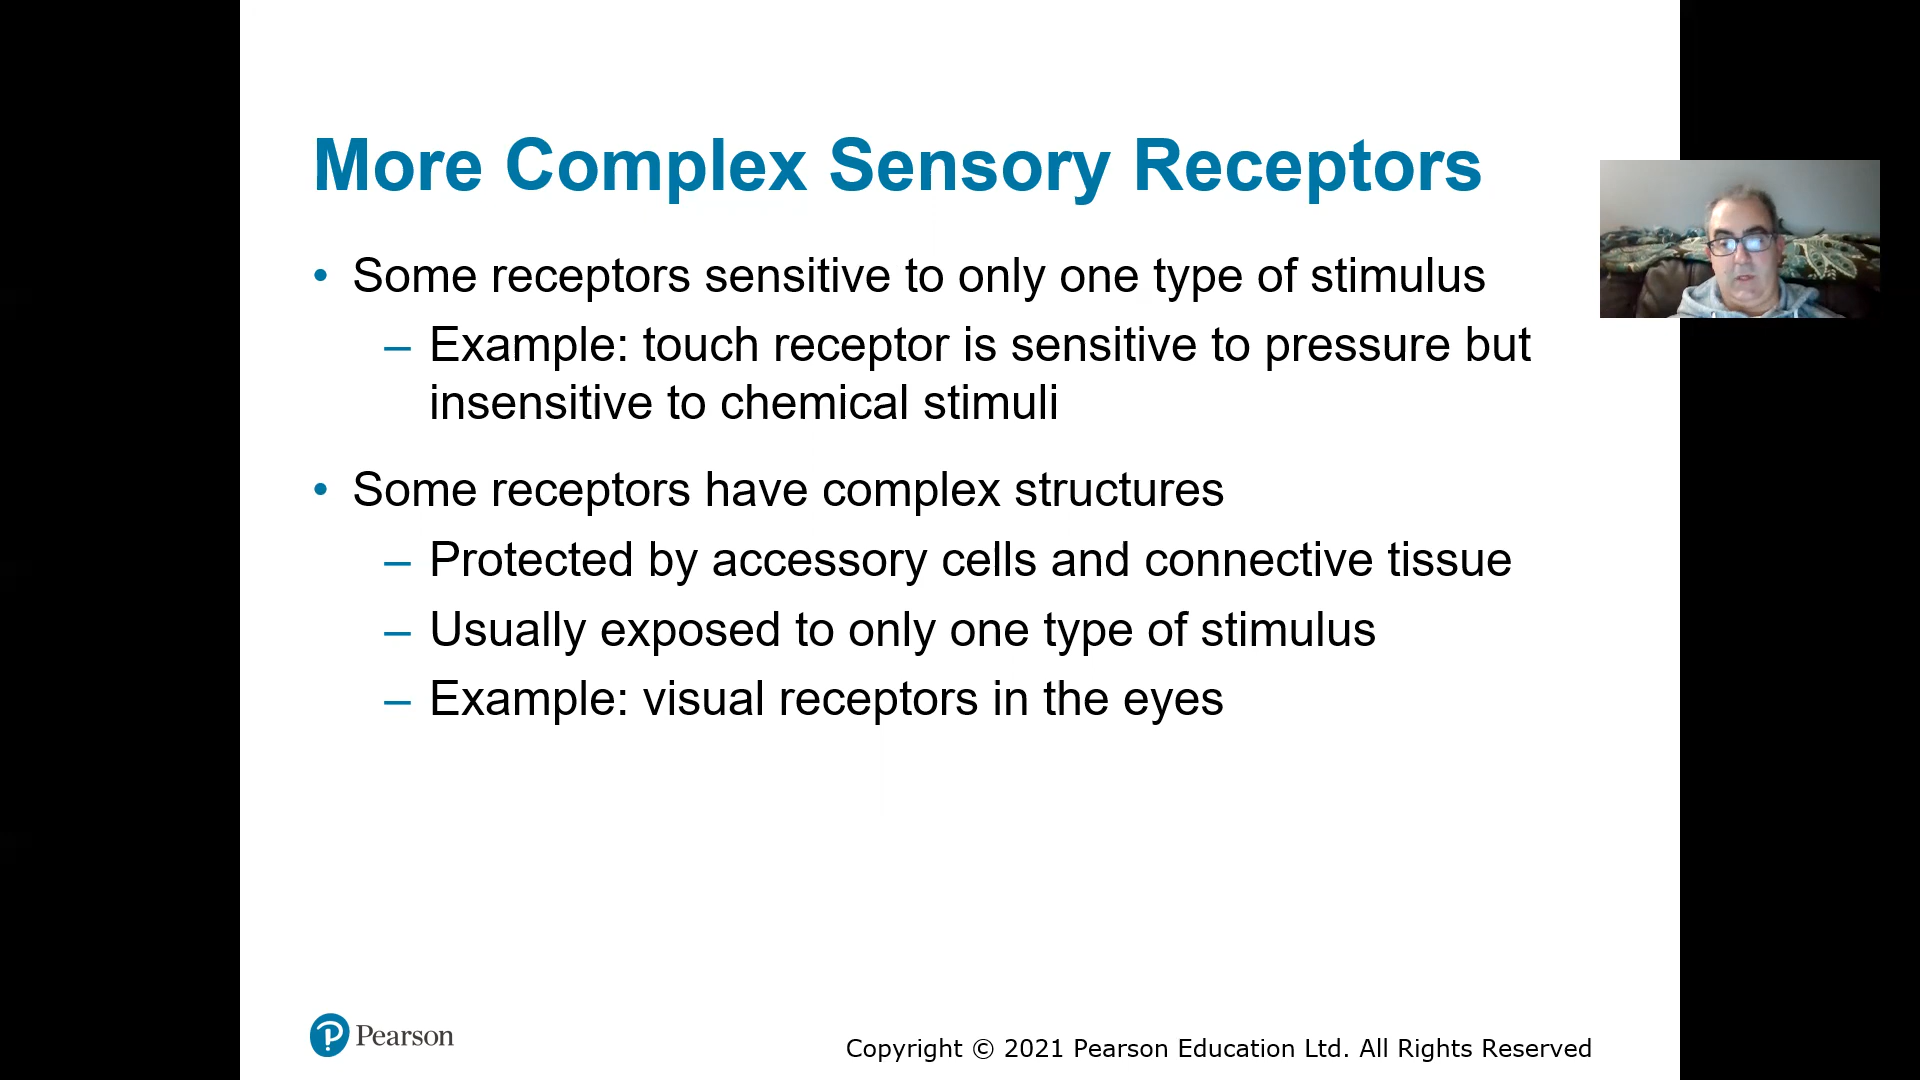 More Complex Sensory Receptors
• Some receptors sensitive to only one type of stimulus
– Example: touch receptor is sensitive to pressure but
insensitive to chemical stimuli
• Some receptors have complex structures
– Protected by accessory cells and connective tissue
– Usually exposed to only one type of stimulus
– Example: visual receptors in the eyes
Pearson
Copyright © 2021 Pearson Education Ltd. All Rights Reserved